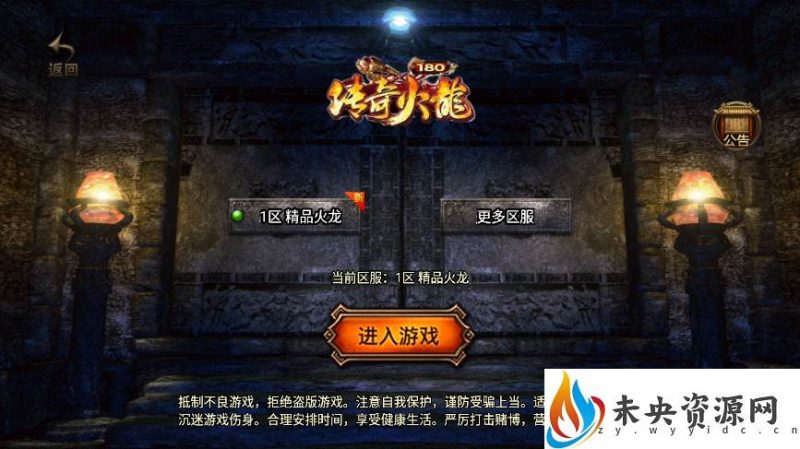 返回
180
传奇火龍
公告
新
1区 精品火龙
更多区服
当前区服：1区 精品火龙
进入游戏
抵制不良游戏，拒绝盗版游戏。注意自我保护，谨防受骗上当。适
沉迷游戏伤身。合理安排时间，享受健康生活。严厉打击赌博，营
未央资源网
zy.wyyidc.cn